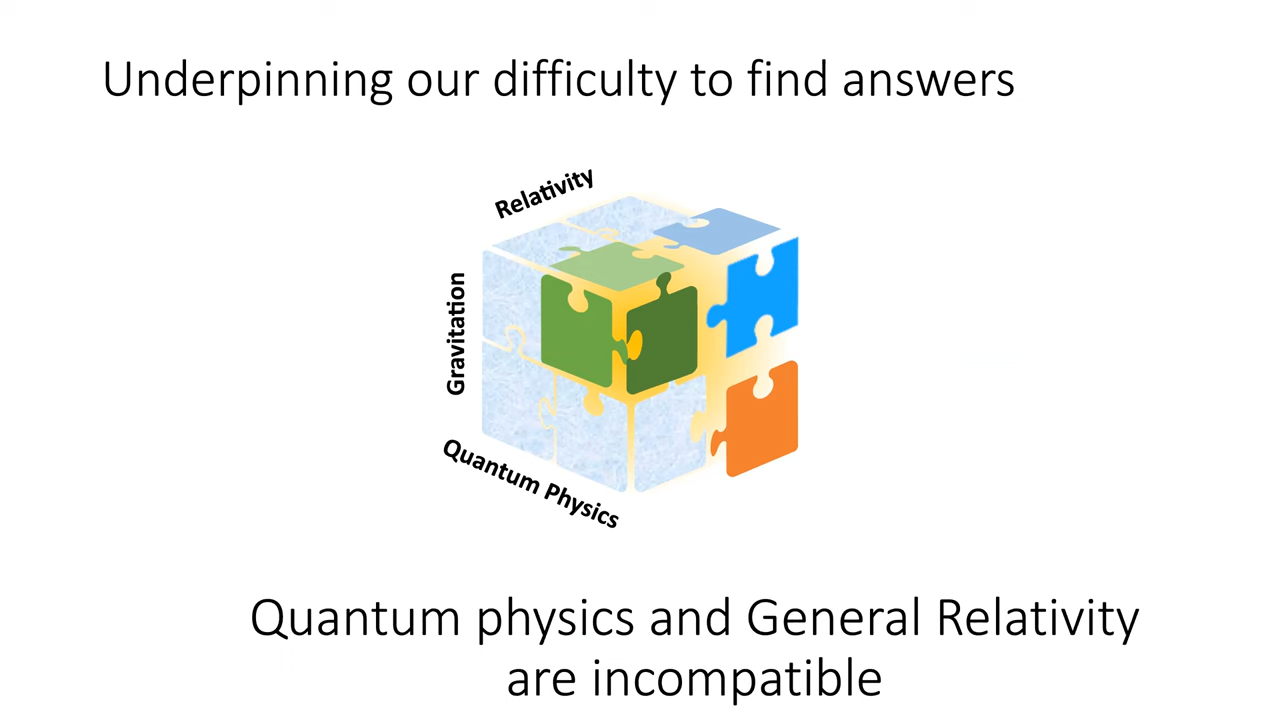 Underpinning our difficulty to find answers
Relativity
Gravitation
Quantum Physics
Quantum physics and General Relativity
are incompatible